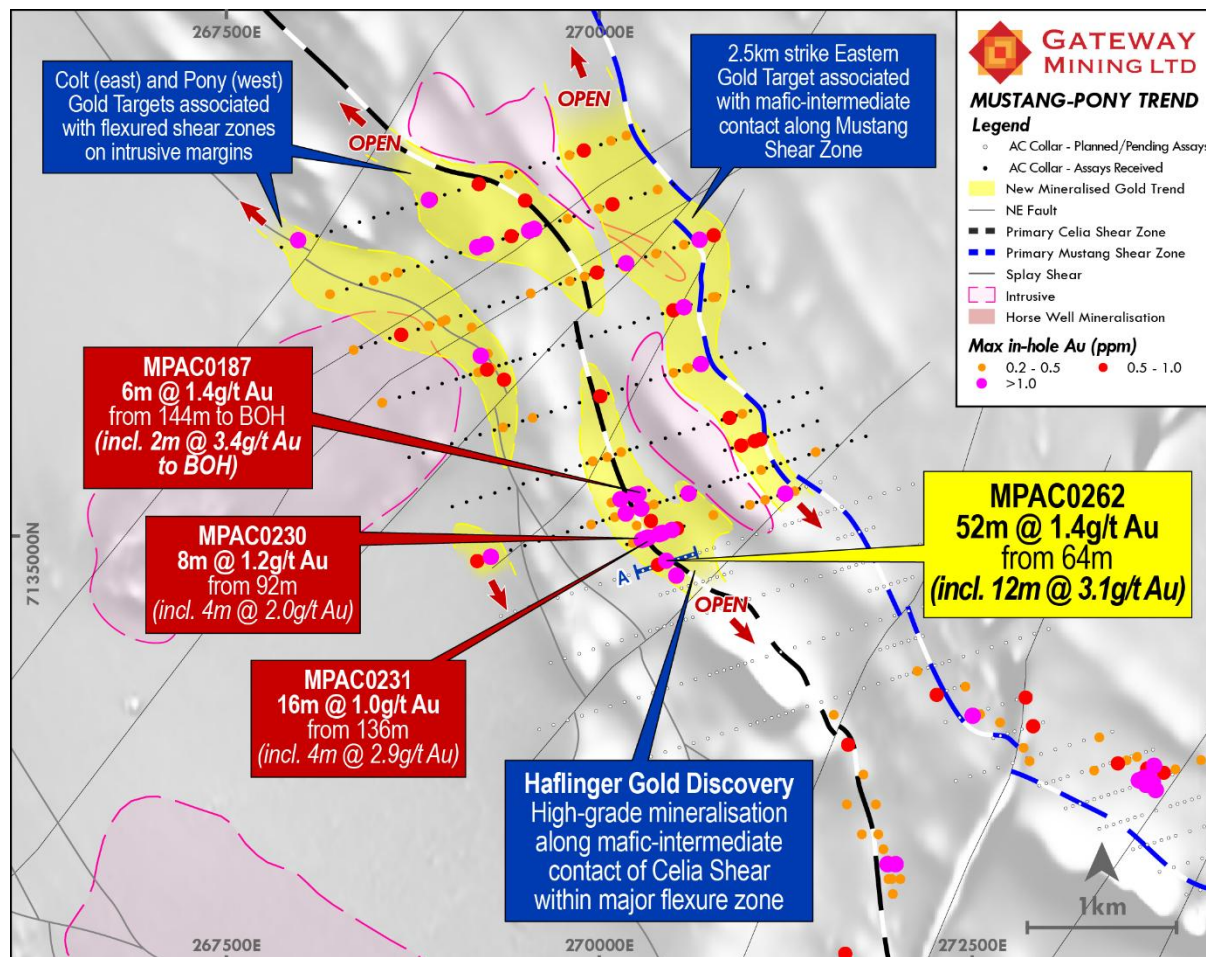 267500E
270000E
GATEWAY
MINING LTD
MUSTANG-PONY TREND
Legend
AC Collar - Planned/Pending Assays
AC Collar - Assays Received
New Mineralised Gold Trend
NE Fault
Primary Celia Shear Zone
Primary Mustang Shear Zone
Splay Shear
Intrusive
Horse Well Mineralisation
Max in-hole Au (ppm)
0.2 - 0.5
0.5 - 1.0
>1.0
Colt (east) and Pony (west)
Gold Targets associated
with flexured shear zones
on intrusive margins
OPEN
OPEN
2.5km strike Eastern
Gold Target associated
with mafic-intermediate
contact along Mustang
Shear Zone
MPAC0187
6m @ 1.4g/t Au
from 144m to BOH
(incl. 2m @ 3.4g/t Au
to BOH)
MPAC0230
8m @ 1.2g/t Au
from 92m
(incl. 4m @ 2.0g/t Au)
MPAC0231
16m @ 1.0g/t Au
from 136m
(incl. 4m @ 2.9g/t Au)
MPAC0262
52m @ 1.4g/t Au
from 64m
(incl. 12m @ 3.1g/t Au)
7135000N
A
OPEN
Haflinger Gold Discovery
High-grade mineralisation
along mafic-intermediate
contact of Celia Shear
within major flexure zone
1km
267500E
270000E
272500E